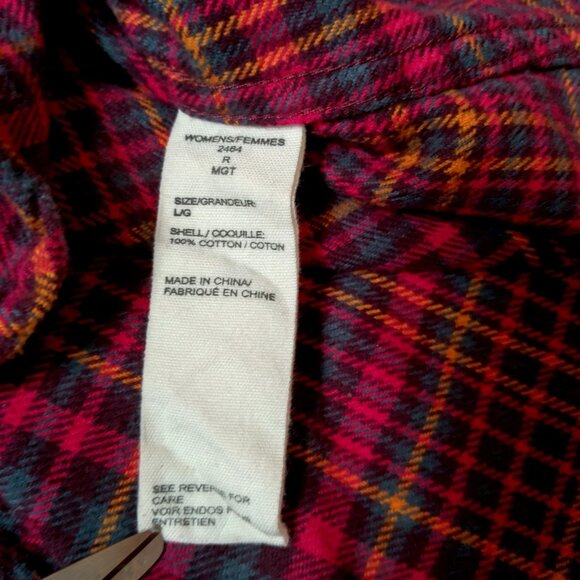 WOMENS/FEMMES
2464
R
MGT
SIZE/GRANDEUR:
L/G
SHELL / COQUILLE:
100% COTTON / COTON
MADE IN CHINA/
FABRIQUÉ EN CHINE
SEE REVERSE FOR
CARE
VOIR ENDOS POUR
ENTRETIEN